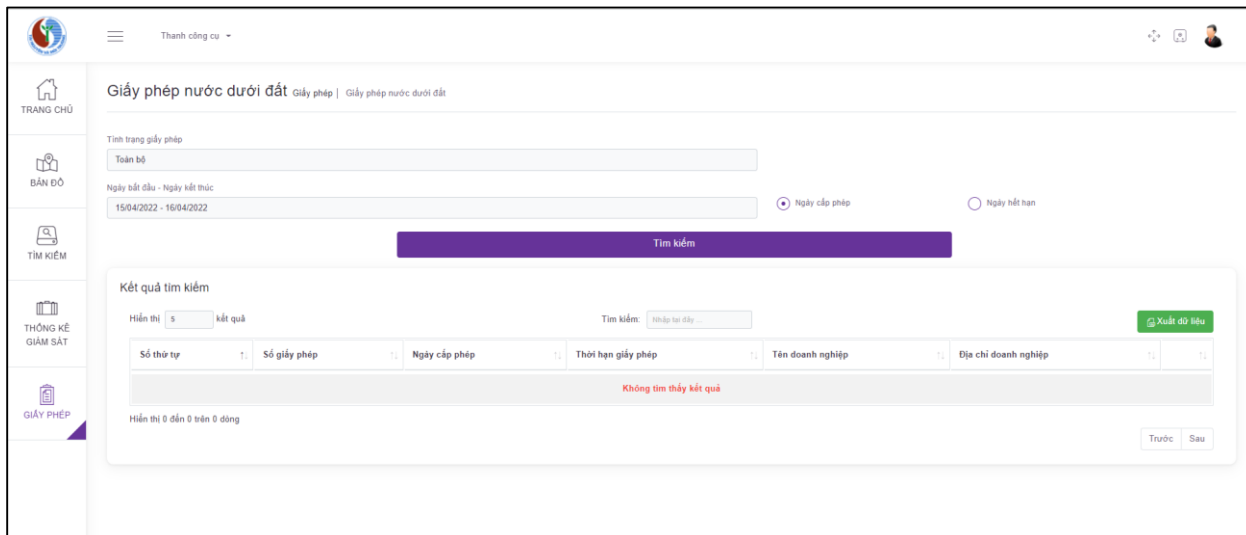 Thanh công cụ
TRANG CHỦ
BẢN ĐỒ
TÌM KIẾM
THỐNG KÊ
GIÁM SÁT
GIẤY PHÉP
Giấy phép nước dưới đất Giấy phép | Giấy phép nước dưới đất
Tình trạng giấy phép
Toàn bộ
Ngày bắt đầu - Ngày kết thúc
15/04/2022 - 16/04/2022
Ngày cấp phép
Ngày hết hạn
Tìm kiếm
Kết quả tìm kiếm
Hiển thị 5 kết quả
Tìm kiếm: Nhập tại đây ...
Xuất dữ liệu
Số thứ tự Số giấy phép Ngày cấp phép Thời hạn giấy phép Tên doanh nghiệp Địa chỉ doanh nghiệp
Không tìm thấy kết quả
Hiển thị 0 đến 0 trên 0 dòng
Trước Sau